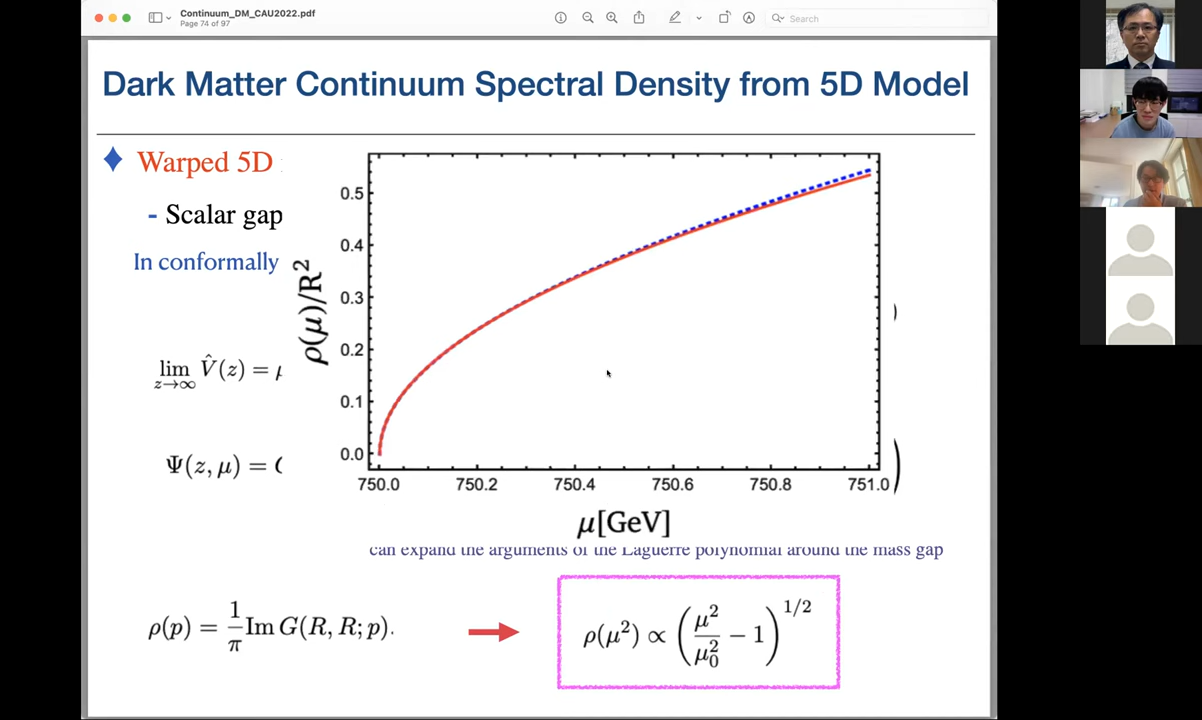 Continuum_DM_CAU2022.pdf
Page 74 of 97
Search
Dark Matter Continuum Spectral Density from 5D Model
Warped 5D
- Scalar gap
In conformally
ρ(μ)/R²
0.5
0.4
0.3
0.2
0.1
0.0
750.0 750.2 750.4 750.6 750.8 751.0
μ[GeV]
)
lim V̂(z) =
z→∞
Ψ(z, μ) = (
)
can expand the arguments of the Laguerre polynomial around the mass gap
ρ(p) = 1/π Im G(R, R; p).
ρ(μ²) ∝ (μ²/μ₀² − 1)^1/2